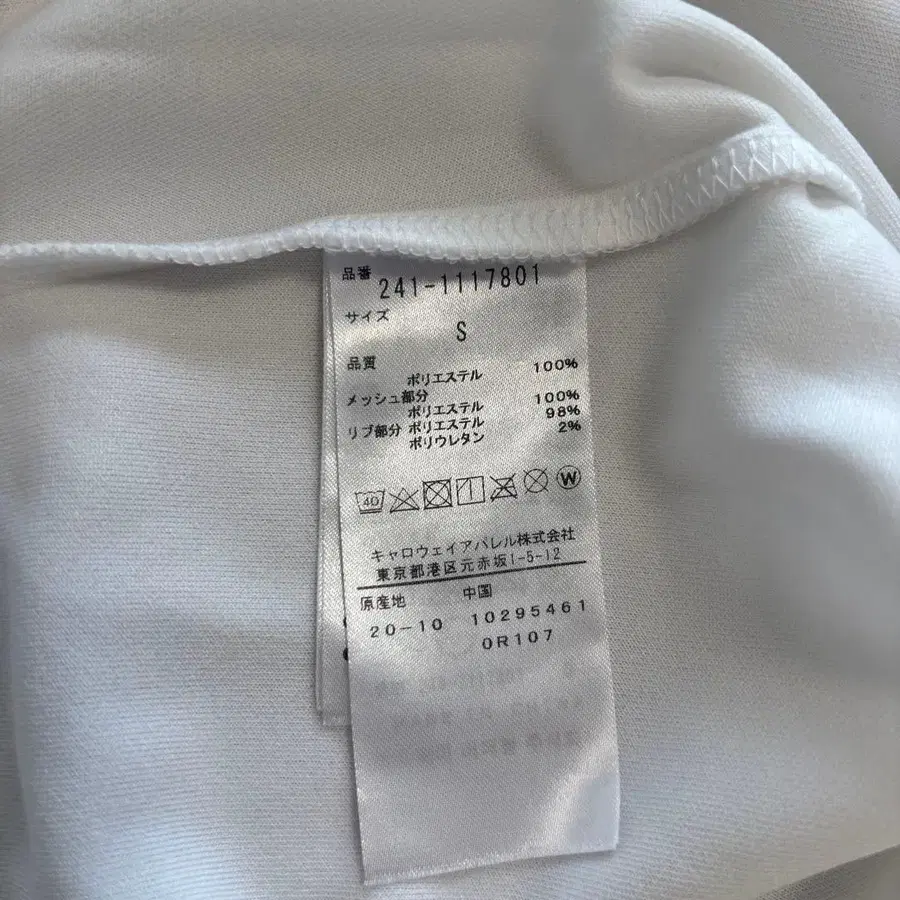 品番
241-1117801
サイズ
S
品質
ポリエステル 100%
メッシュ部分
ポリエステル 100%
リブ部分 ポリエステル 98%
ポリウレタン 2%
40 W
キャロウェイアパレル株式会社
東京都港区元赤坂1-5-12
原産地 中国
20-10 10295461
0R107